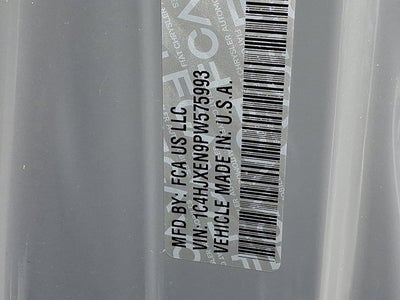 MFD BY: FCA US LLC
VIN: 1C4HJXEN9PW575993
VEHICLE MADE IN: U.S.A.